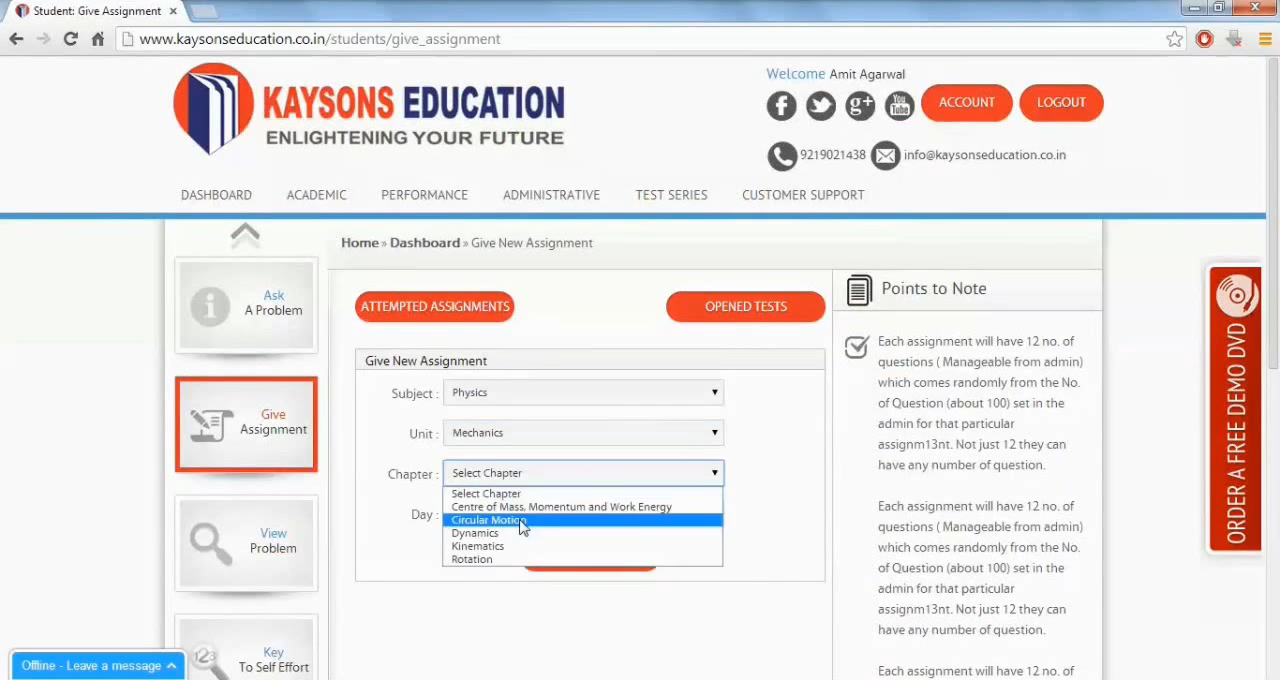 Student: Give Assignment
www.kaysonseducation.co.in/students/give_assignment
KAYSONS EDUCATION
ENLIGHTENING YOUR FUTURE
Welcome Amit Agarwal
f g+ You Tube
ACCOUNT
LOGOUT
9219021438 info@kaysonseducation.co.in
DASHBOARD ACADEMIC PERFORMANCE ADMINISTRATIVE TEST SERIES CUSTOMER SUPPORT
Home » Dashboard » Give New Assignment
Ask
A Problem
Give
Assignment
View
Problem
123
Key
To Self Effort
ATTEMPTED ASSIGNMENTS
OPENED TESTS
Give New Assignment
Subject : Physics
Unit : Mechanics
Chapter : Select Chapter
Select Chapter
Centre of Mass, Momentum and Work Energy
Circular Motion
Dynamics
Kinematics
Rotation
Day :
Points to Note
Each assignment will have 12 no. of
questions ( Manageable from admin)
which comes randomly from the No.
of Question (about 100) set in the
admin for that particular
assignm13nt. Not just 12 they can
have any number of question.
Each assignment will have 12 no. of
questions ( Manageable from admin)
which comes randomly from the No.
of Question (about 100) set in the
admin for that particular
assignm13nt. Not just 12 they can
have any number of question.
Each assignment will have 12 no. of
ORDER A FREE DEMO DVD
Offline - Leave a message